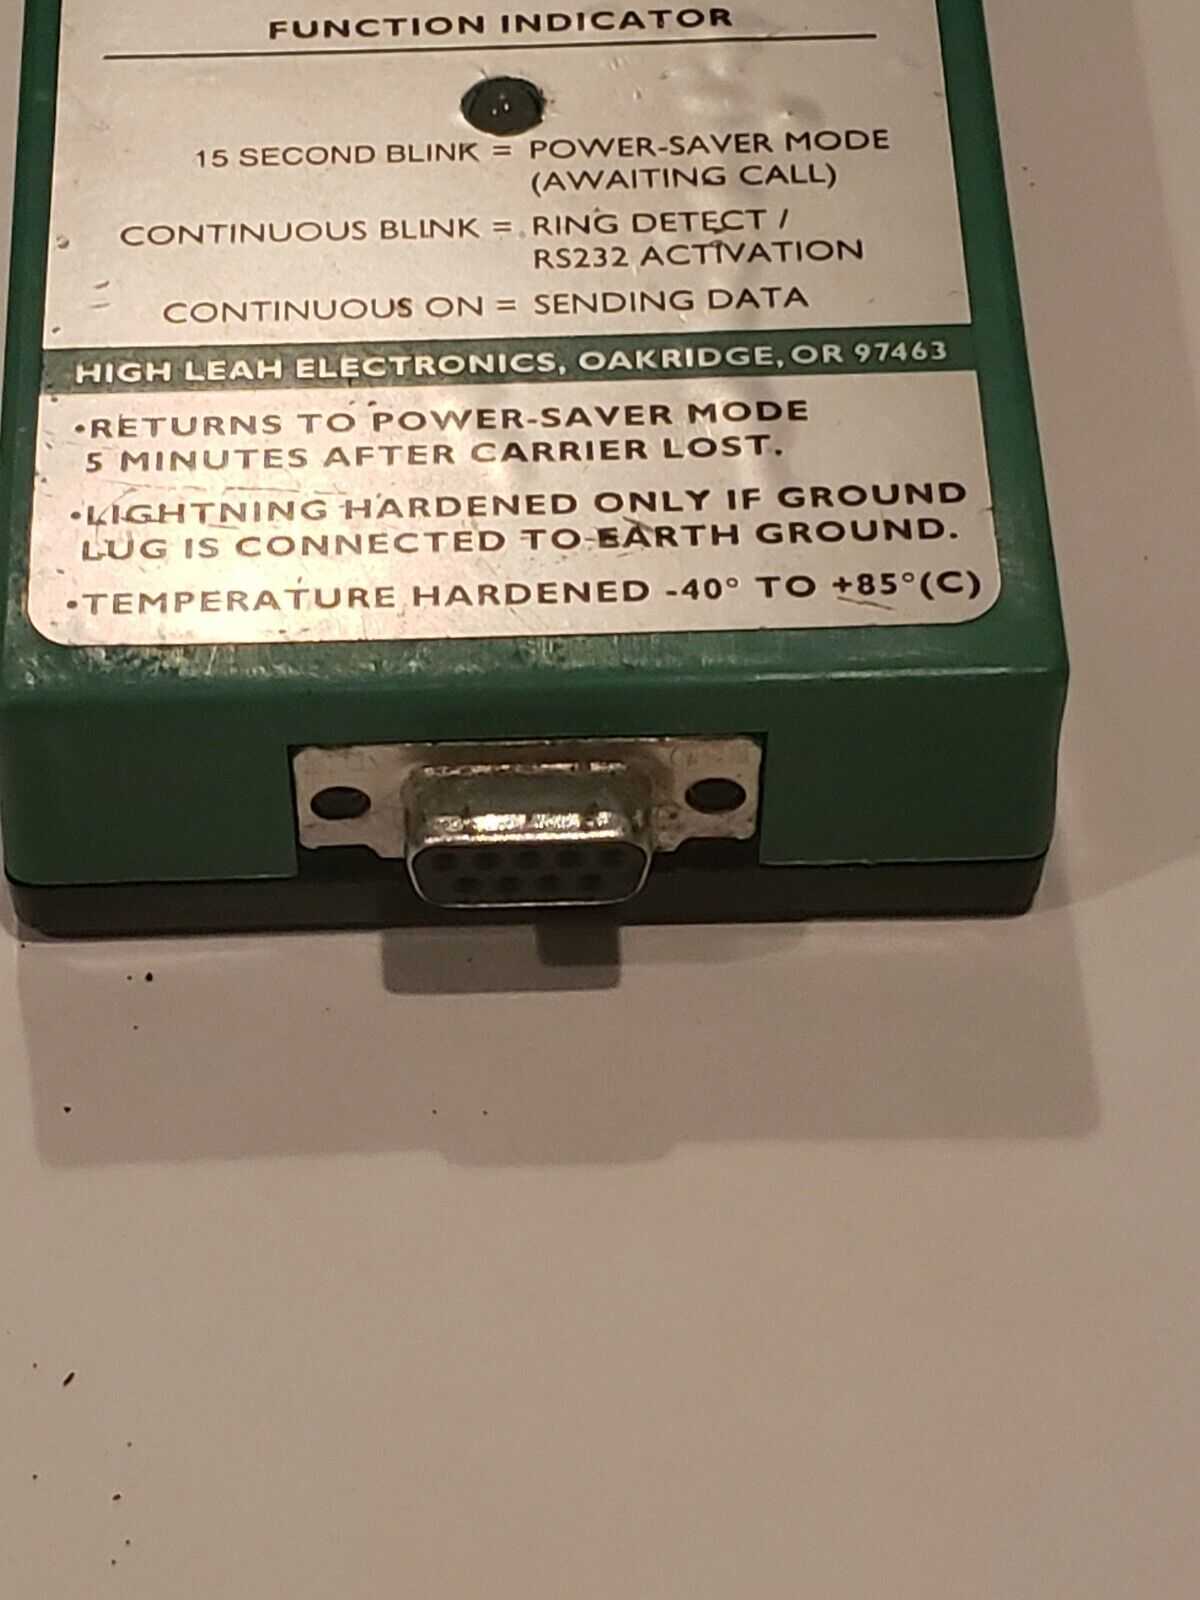 FUNCTION INDICATOR
15 SECOND BLINK = POWER-SAVER MODE
(AWAITING CALL)
CONTINUOUS BLINK = RING DETECT /
RS232 ACTIVATION
CONTINUOUS ON = SENDING DATA
HIGH LEAH ELECTRONICS, OAKRIDGE, OR 97463
•RETURNS TO POWER-SAVER MODE
5 MINUTES AFTER CARRIER LOST.
•LIGHTNING HARDENED ONLY IF GROUND
LUG IS CONNECTED TO EARTH GROUND.
•TEMPERATURE HARDENED -40° TO +85°(C)